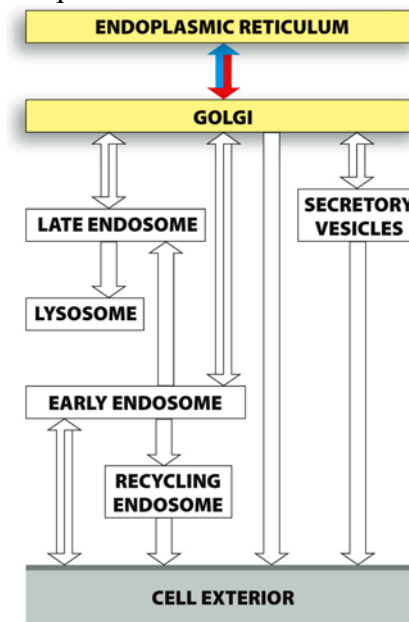 ENDOPLASMIC RETICULUM
GOLGI
LATE ENDOSOME
SECRETORY
VESICLES
LYSOSOME
EARLY ENDOSOME
RECYCLING
ENDOSOME
CELL EXTERIOR